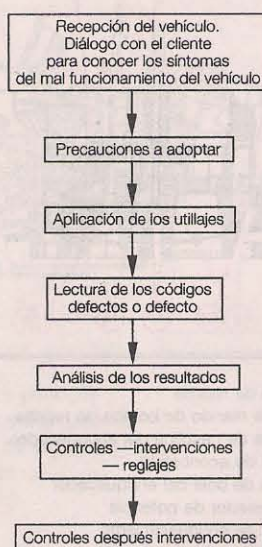 Recepción del vehículo.
Diálogo con el cliente
para conocer los síntomas
del mal funcionamiento del vehículo
Precauciones a adoptar
Aplicación de los utillajes
Lectura de los códigos
defectos o defecto
Análisis de los resultados
Controles —intervenciones
— reglajes
Controles después intervenciones